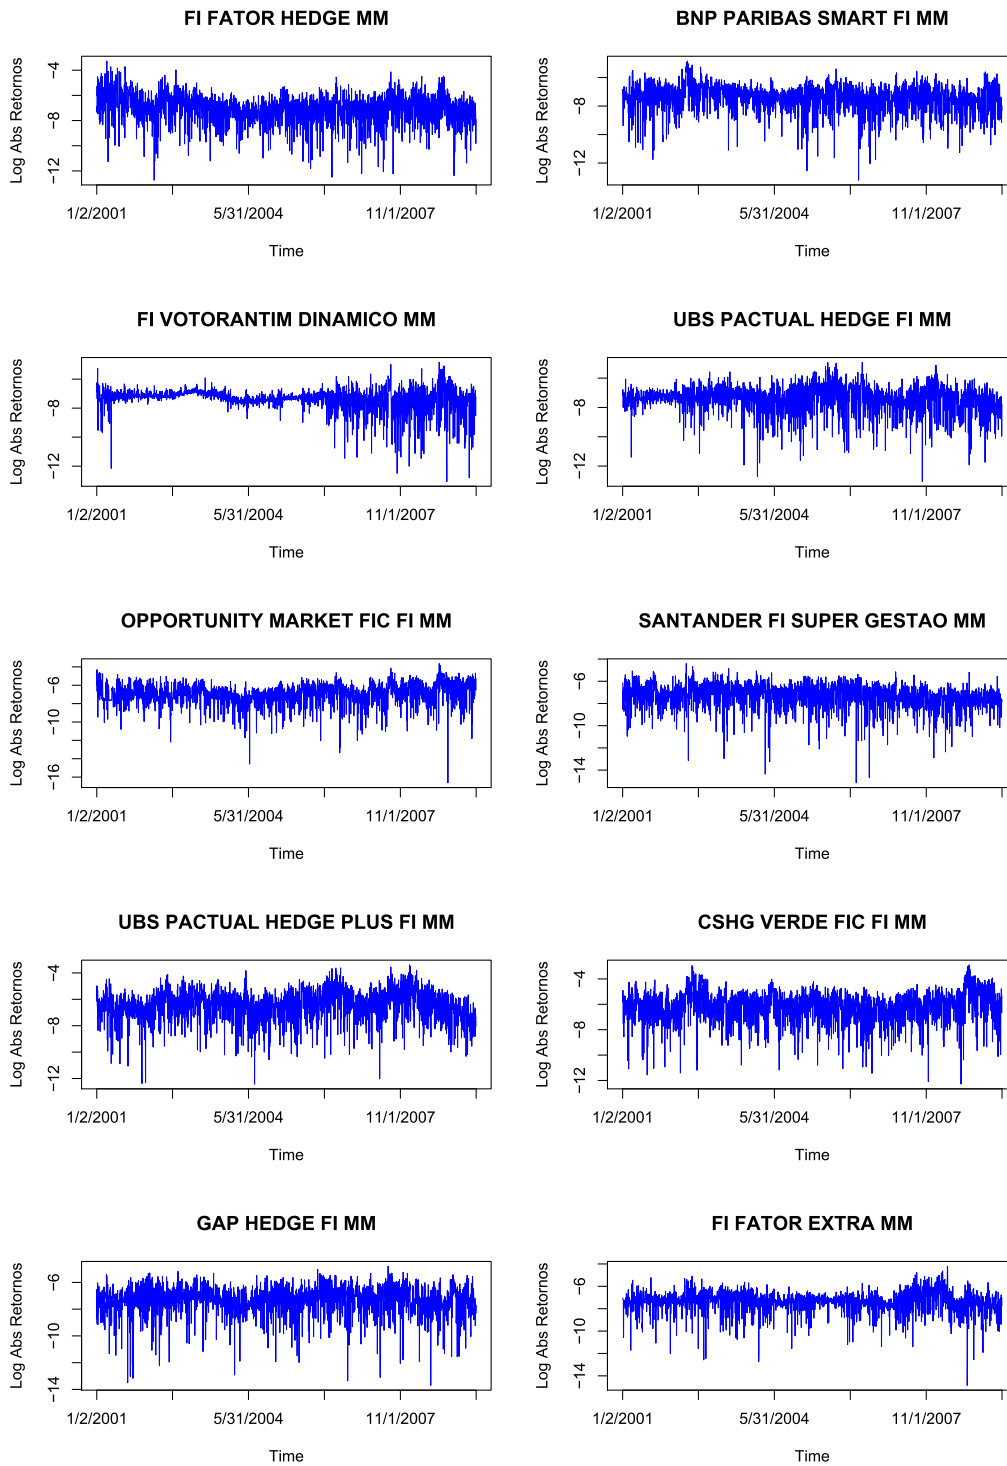 FI FATOR HEDGE MM
Log Abs Retornos
-4
-8
-12
1/2/2001 5/31/2004 11/1/2007
Time
BNP PARIBAS SMART FI MM
Log Abs Retornos
-8
-12
1/2/2001 5/31/2004 11/1/2007
Time
FI VOTORANTIM DINAMICO MM
Log Abs Retornos
-8
-12
1/2/2001 5/31/2004 11/1/2007
Time
UBS PACTUAL HEDGE FI MM
Log Abs Retornos
-8
-12
1/2/2001 5/31/2004 11/1/2007
Time
OPPORTUNITY MARKET FIC FI MM
Log Abs Retornos
-6
-10
-16
1/2/2001 5/31/2004 11/1/2007
Time
SANTANDER FI SUPER GESTAO MM
Log Abs Retornos
-6
-10
-14
1/2/2001 5/31/2004 11/1/2007
Time
UBS PACTUAL HEDGE PLUS FI MM
Log Abs Retornos
-4
-8
-12
1/2/2001 5/31/2004 11/1/2007
Time
CSHG VERDE FIC FI MM
Log Abs Retornos
-4
-8
-12
1/2/2001 5/31/2004 11/1/2007
Time
GAP HEDGE FI MM
Log Abs Retornos
-6
-10
-14
1/2/2001 5/31/2004 11/1/2007
Time
FI FATOR EXTRA MM
Log Abs Retornos
-6
-10
-14
1/2/2001 5/31/2004 11/1/2007
Time